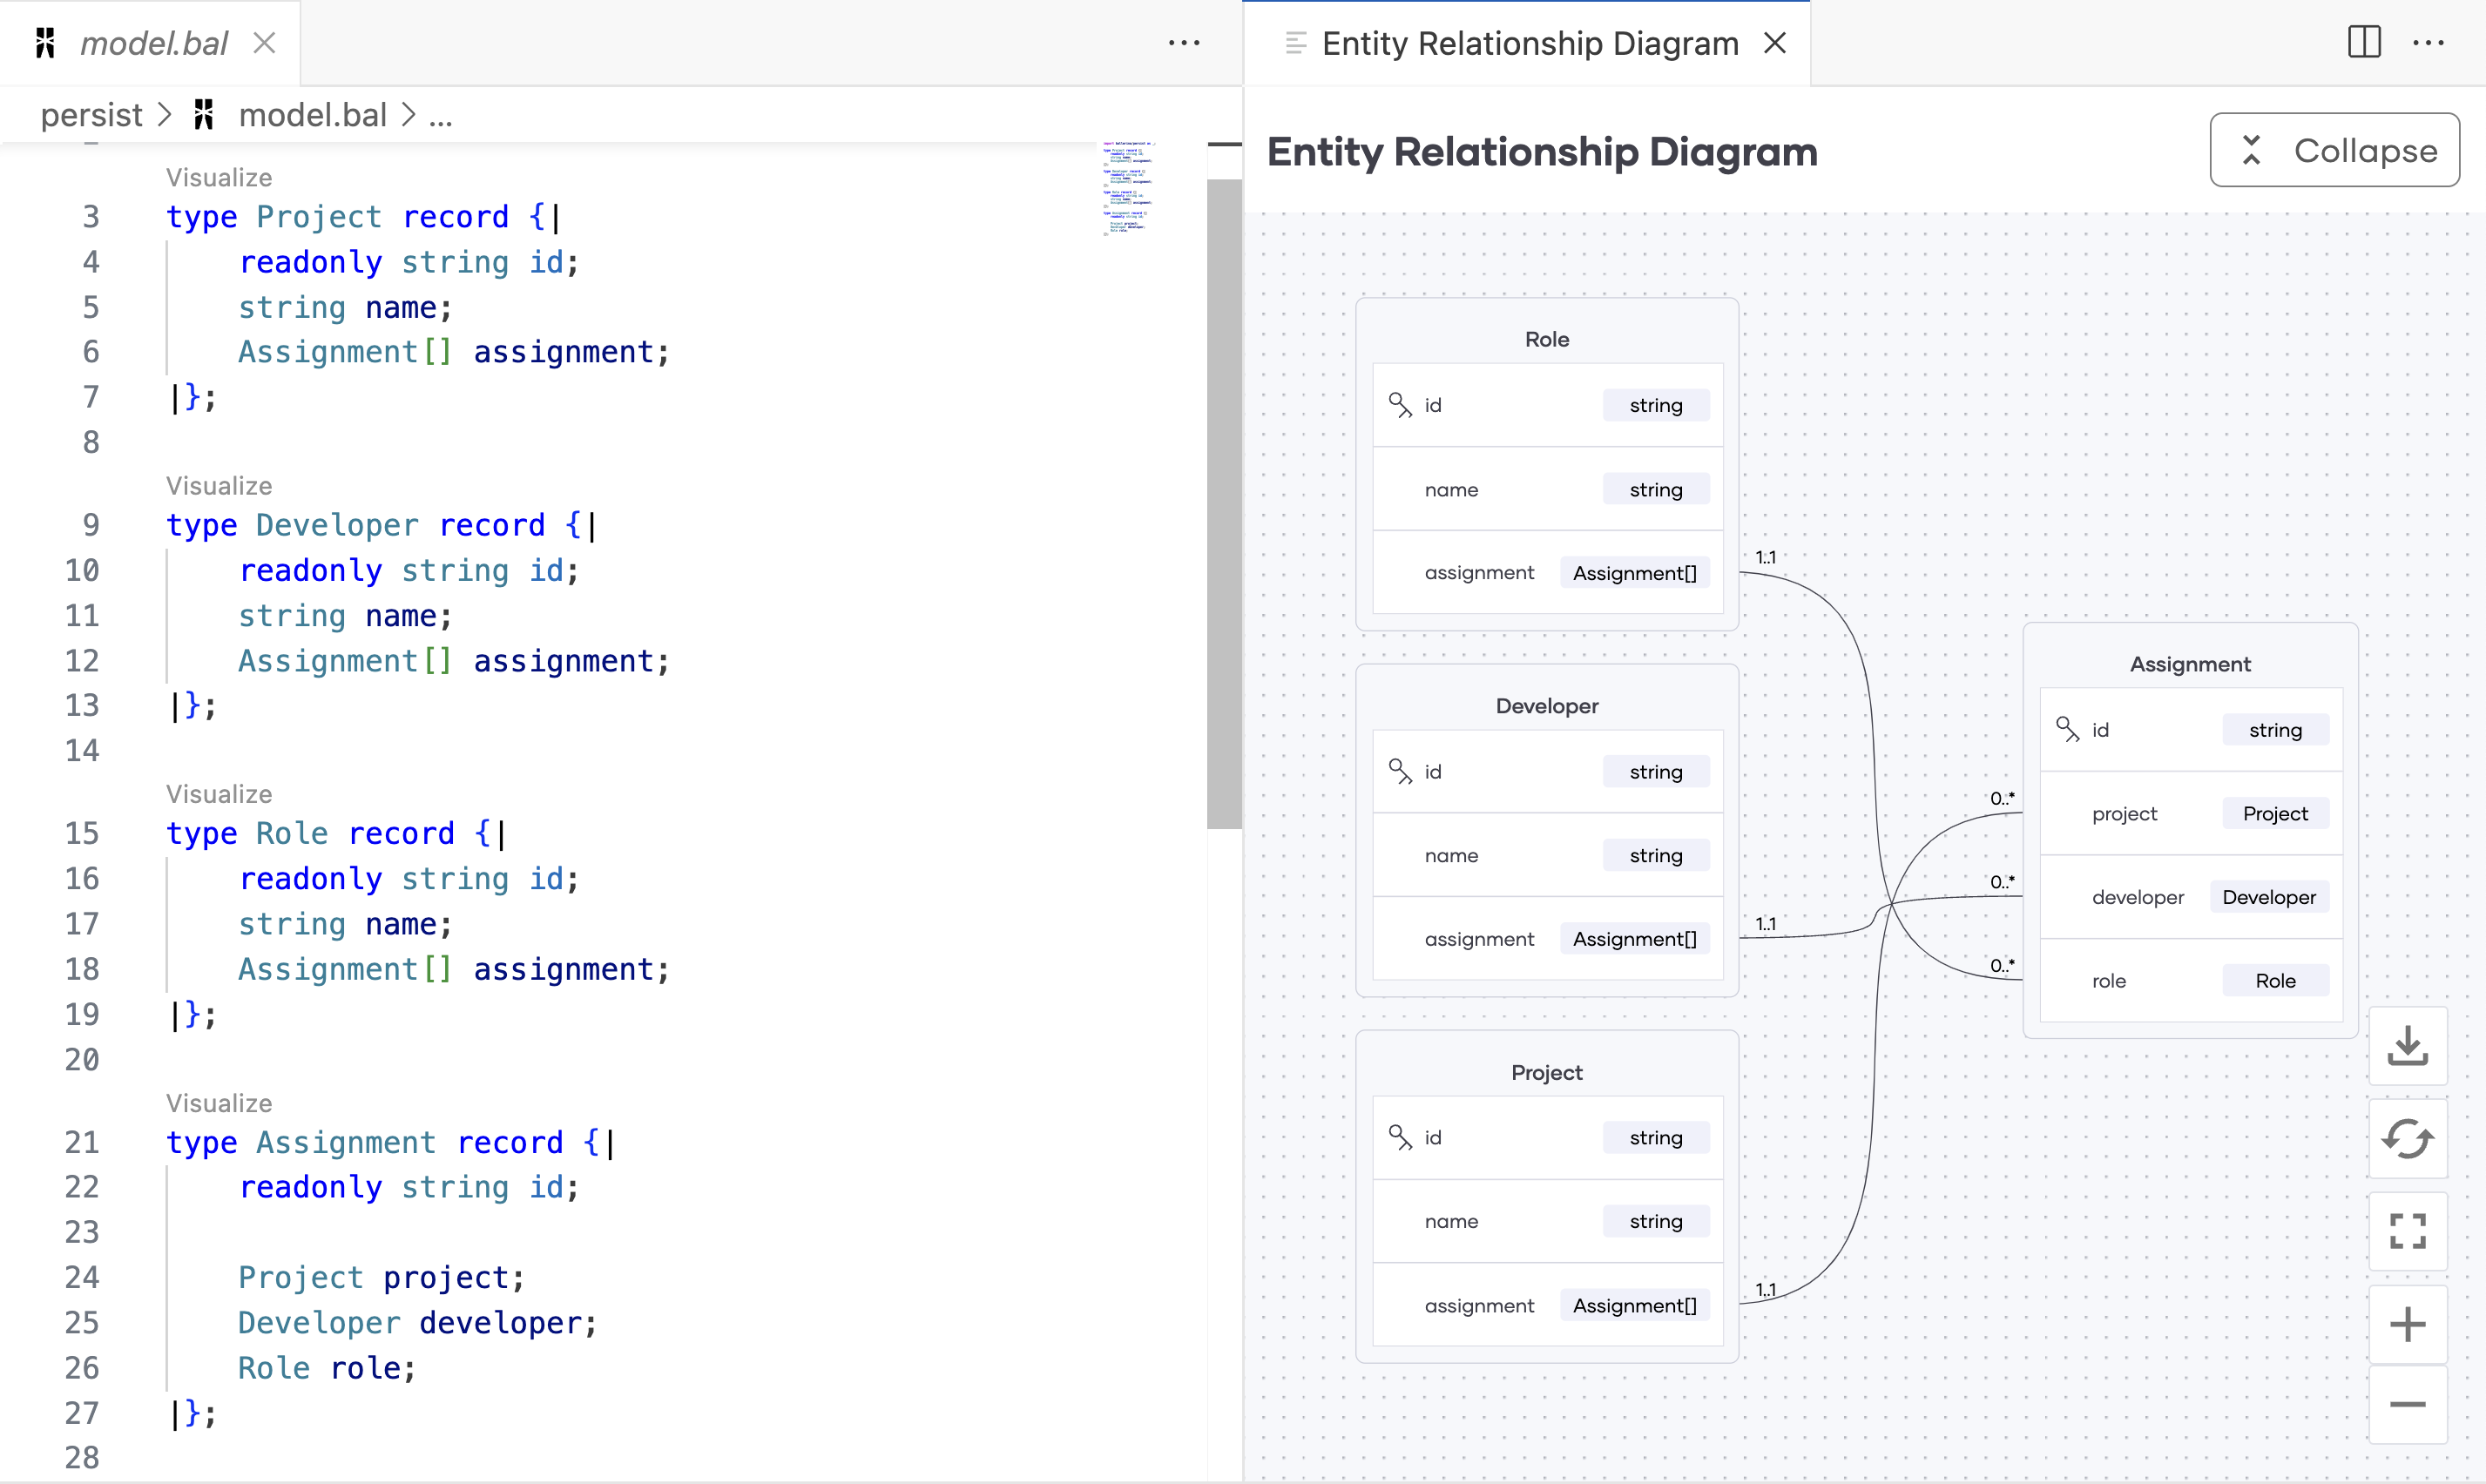 model.bal
...
Entity Relationship Diagram
...
persist > model.bal > ...
Visualize
3 type Project record {|
4 readonly string id;
5 string name;
6 Assignment[] assignment;
7 |};
8
Visualize
9 type Developer record {|
10 readonly string id;
11 string name;
12 Assignment[] assignment;
13 |};
14
Visualize
15 type Role record {|
16 readonly string id;
17 string name;
18 Assignment[] assignment;
19 |};
20
Visualize
21 type Assignment record {|
22 readonly string id;
23
24 Project project;
25 Developer developer;
26 Role role;
27 |};
28
Entity Relationship Diagram
Collapse
Role
id string
name string
assignment Assignment[]
1..1
Developer
id string
name string
assignment Assignment[]
1..1
Project
id string
name string
assignment Assignment[]
1..1
Assignment
id string
0..*
project Project
0..*
developer Developer
0..*
role Role